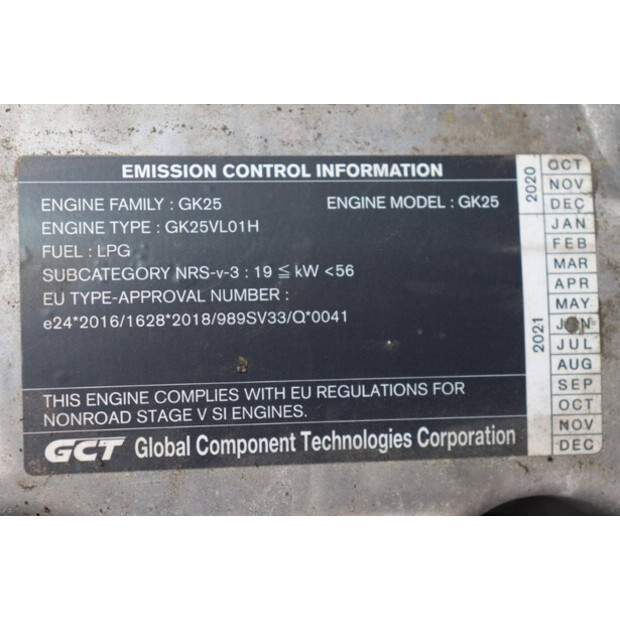 EMISSION CONTROL INFORMATION
ENGINE FAMILY : GK25 ENGINE MODEL : GK25
ENGINE TYPE : GK25VL01H
FUEL : LPG
SUBCATEGORY NRS-v-3 : 19 ≦ kW <56
EU TYPE-APPROVAL NUMBER :
e24*2016/1628*2018/989SV33/Q*0041
THIS ENGINE COMPLIES WITH EU REGULATIONS FOR
NONROAD STAGE V SI ENGINES.
GCT Global Component Technologies Corporation
2020
OCT
NOV
DEC
2021
JAN
FEB
MAR
APR
MAY
JUN
JUL
AUG
SEP
OCT
NOV
DEC